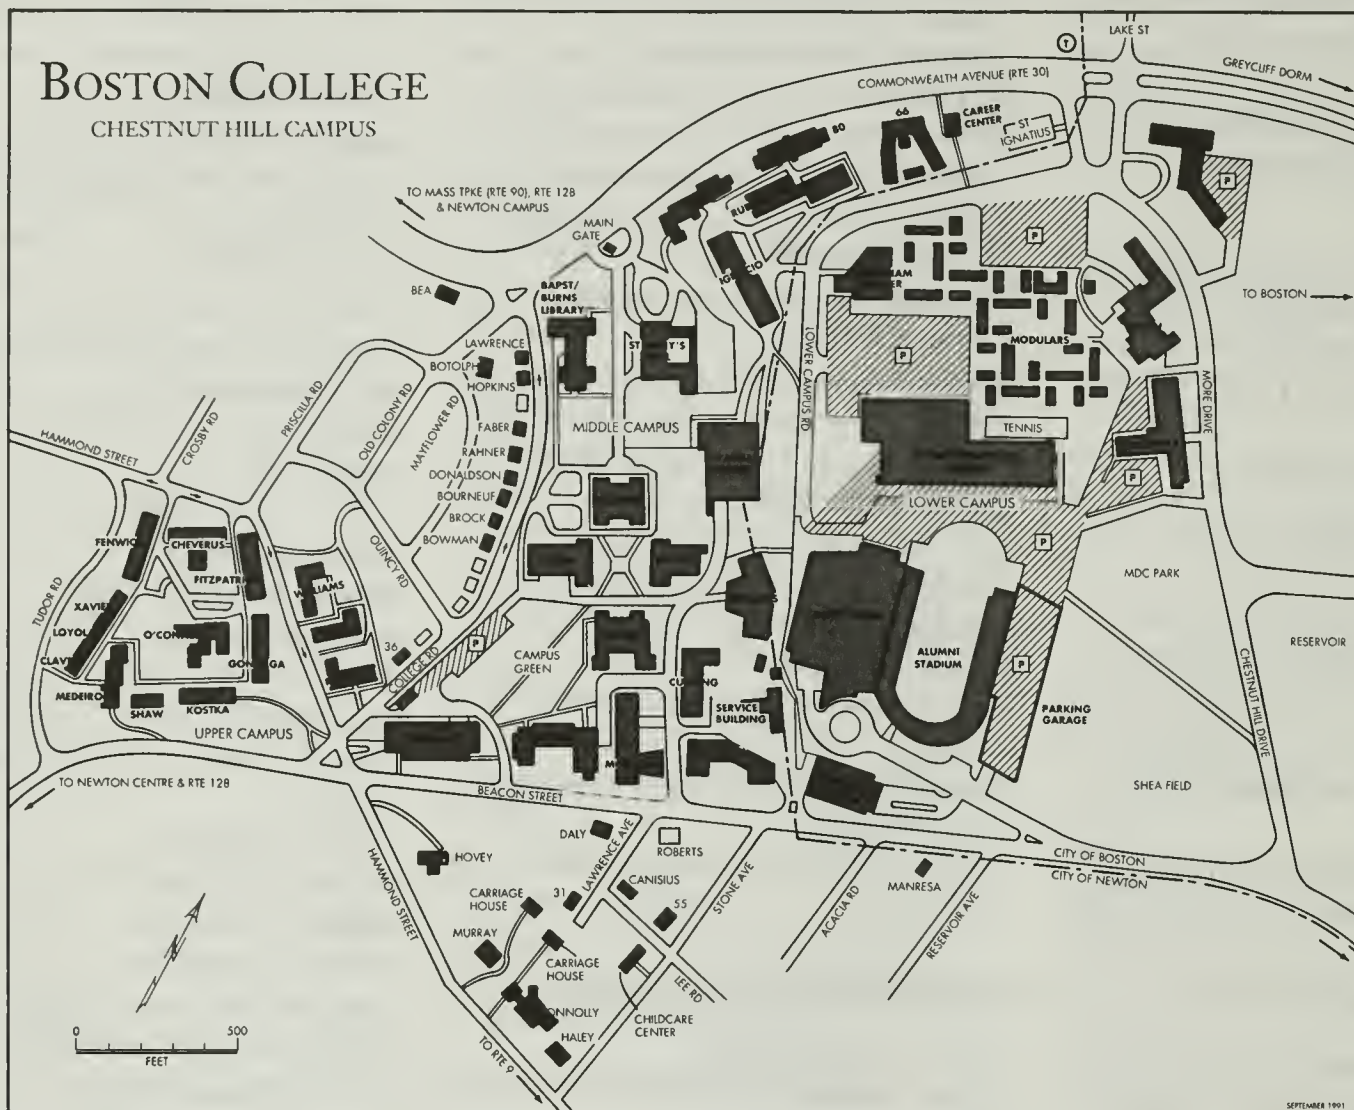 BOSTON COLLEGE
CHESTNUT HILL CAMPUS
LAKE ST
T
GREYCLIFF DORM
COMMONWEALTH AVENUE (RTE 30)
66
CAREER
CENTER
80
ST
IGNATIUS
P
TO MASS TPKE (RTE 90), RTE 128
& NEWTON CAMPUS
MAIN
GATE
P
BEA
BAPST/
BURNS
LIBRARY
TO BOSTON
LAWRENCE
BOTOLPH
HOPKINS
MODULARS
P
LOWER CAMPUS RD
MORE DRIVE
PRISCILLA RD
OLD COLONY RD
MAYFLOWER RD
CROSBY RD
HAMMOND STREET
FABER
MIDDLE CAMPUS
TENNIS
RAHNER
DONALDSON
BOURNEUF
BROCK
BOWMAN
P
LOWER CAMPUS
P
CHEVERUS
QUINCY RD
TUDOR RD
MDC PARK
RESERVOIR
36
COLLEGE RD
P
CAMPUS
GREEN
ALUMNI
STADIUM
P
CHESTNUT HILL DRIVE
SHAW
KOSTKA
UPPER CAMPUS
SERVICE
BUILDING
PARKING
GARAGE
TO NEWTON CENTRE & RTE 128
BEACON STREET
SHEA FIELD
DALY
LAWRENCE AVE
ROBERTS
HOVEY
HAMMOND STREET
CITY OF BOSTON
CITY OF NEWTON
CARRIAGE
HOUSE
31
CANISIUS
STONE AVE
MANRESA
ACACIA RD
RESERVOIR AVE
55
MURRAY
CARRIAGE
HOUSE
LEE RD
CHILDCARE
CENTER
HALEY
TO RTE 9
N
0 500
FEET
SEPTEMBER 1991